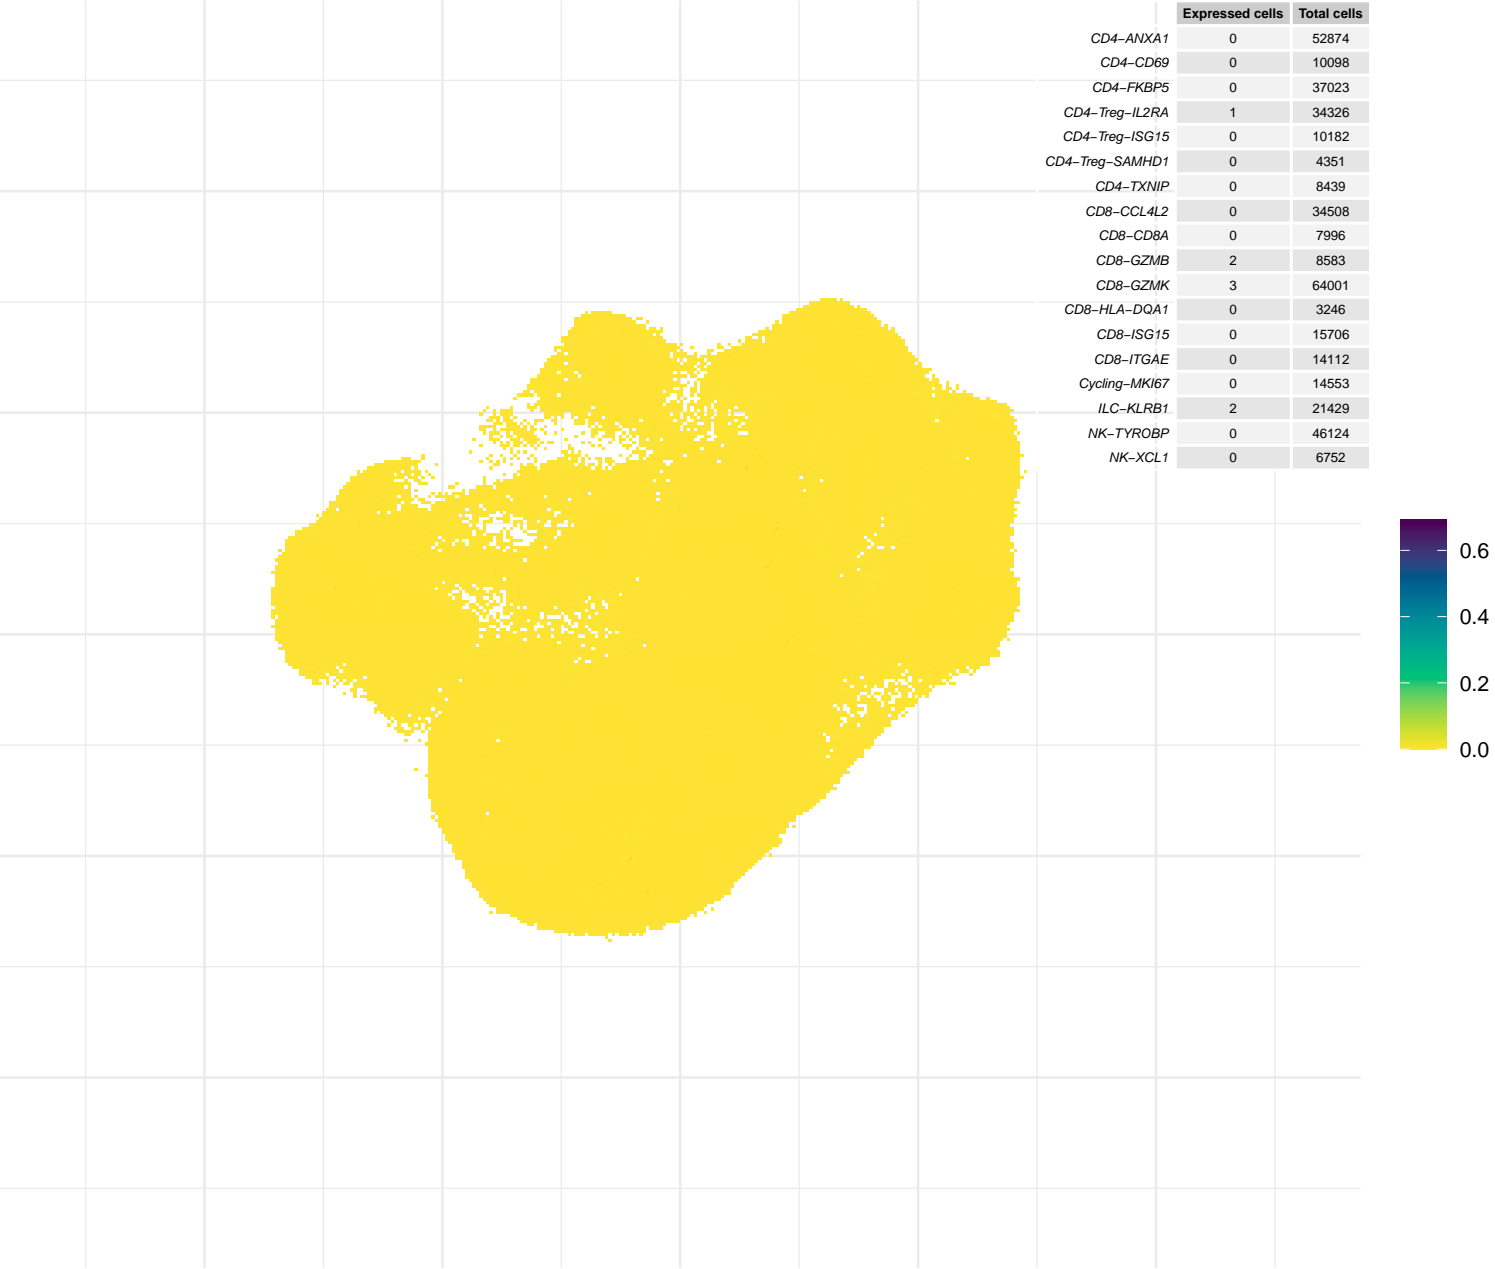 Expressed cells Total cells
CD4−ANXA1 0 52874
CD4−CD69 0 10098
CD4−FKBP5 0 37023
CD4−Treg−IL2RA 1 34326
CD4−Treg−ISG15 0 10182
CD4−Treg−SAMHD1 0 4351
CD4−TXNIP 0 8439
CD8−CCL4L2 0 34508
CD8−CD8A 0 7996
CD8−GZMB 2 8583
CD8−GZMK 3 64001
CD8−HLA−DQA1 0 3246
CD8−ISG15 0 15706
CD8−ITGAE 0 14112
Cycling−MKI67 0 14553
ILC−KLRB1 2 21429
NK−TYROBP 0 46124
NK−XCL1 0 6752
0.6
0.4
0.2
0.0